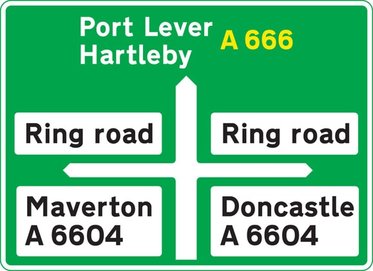 Port Lever
Hartleby
A 666
Ring road
Ring road
Maverton
A 6604
Doncastle
A 6604